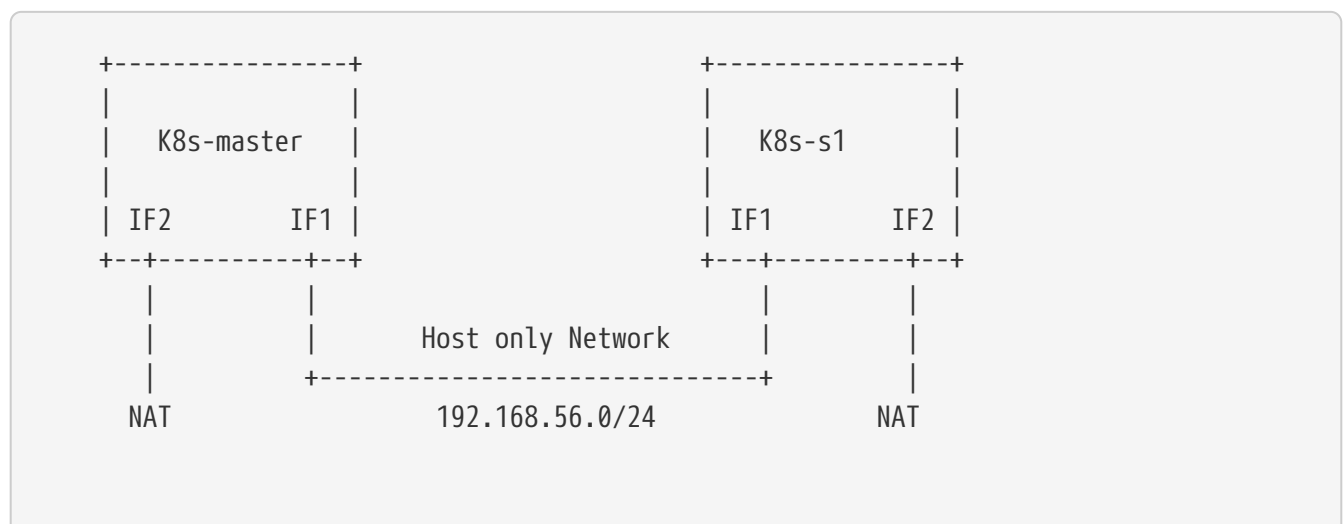 +----------------+ +----------------+
| | | |
| K8s-master | | K8s-s1 |
| | | |
| IF2 IF1 | | IF1 IF2 |
+--+-----------+--+ +---+----------+--+
| | | |
| | Host only Network | |
| +------------------------------+ |
NAT 192.168.56.0/24 NAT